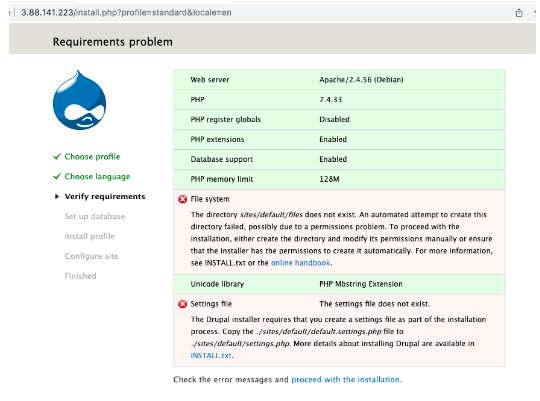 3.88.141.223/install.php?profile=standard&locale=en
Requirements problem
Choose profile
Choose language
Verify requirements
Set up database
Install profile
Configure site
Finished
Web server Apache/2.4.56 (Debian)
PHP 7.4.33
PHP register globals Disabled
PHP extensions Enabled
Database support Enabled
PHP memory limit 128M
File system
The directory sites/default/files does not exist. An automated attempt to create this
directory failed, possibly due to a permissions problem. To proceed with the
installation, either create the directory and modify its permissions manually or ensure
that the installer has the permissions to create it automatically. For more information,
see INSTALL.txt or the online handbook.
Unicode library PHP Mbstring Extension
Settings file The settings file does not exist.
The Drupal installer requires that you create a settings file as part of the installation
process. Copy the ./sites/default/default.settings.php file to
./sites/default/settings.php. More details about installing Drupal are available in
INSTALL.txt.
Check the error messages and proceed with the installation.